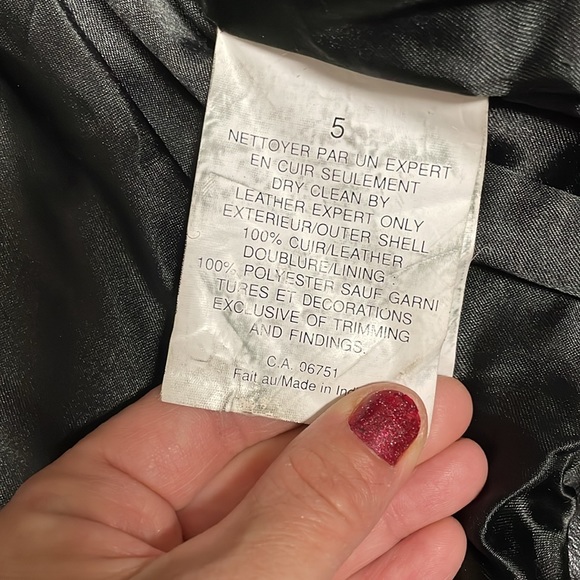 5
NETTOYER PAR UN EXPERT
EN CUIR SEULEMENT
DRY CLEAN BY
LEATHER EXPERT ONLY
EXTERIEUR/OUTER SHELL
100% CUIR/LEATHER
DOUBLURE/LINING :
100% POLYESTER SAUF GARNI
TURES ET DECORATIONS
EXCLUSIVE OF TRIMMING
AND FINDINGS.
C.A. 06751
Fait au/Made in